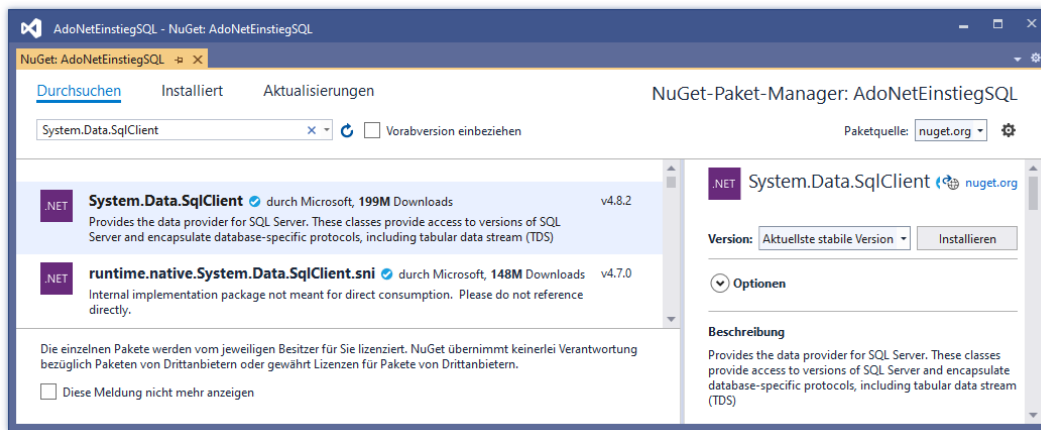 AdoNetEinstiegSQL - NuGet: AdoNetEinstiegSQL
NuGet: AdoNetEinstiegSQL
Durchsuchen Installiert Aktualisierungen
NuGet-Paket-Manager: AdoNetEinstiegSQL
System.Data.SqlClient
Vorabversion einbeziehen
Paketquelle: nuget.org
.NET
System.Data.SqlClient durch Microsoft, 199M Downloads v4.8.2
Provides the data provider for SQL Server. These classes provide access to versions of SQL
Server and encapsulate database-specific protocols, including tabular data stream (TDS)
.NET
runtime.native.System.Data.SqlClient.sni durch Microsoft, 148M Downloads v4.7.0
Internal implementation package not meant for direct consumption. Please do not reference
directly.
Die einzelnen Pakete werden vom jeweiligen Besitzer für Sie lizenziert. NuGet übernimmt keinerlei Verantwortung
bezüglich Paketen von Drittanbietern oder gewährt Lizenzen für Pakete von Drittanbietern.
Diese Meldung nicht mehr anzeigen
.NET
System.Data.SqlClient nuget.org
Version: Aktuellste stabile Version Installieren
Optionen
Beschreibung
Provides the data provider for SQL Server. These classes
provide access to versions of SQL Server and encapsulate
database-specific protocols, including tabular data stream
(TDS)